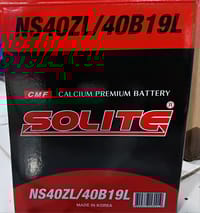 NS40ZL/40B19L
CMF CALCIUM PREMIUM BATTERY
SOLITE ®
NS40ZL/40B19L
MADE IN KOREA